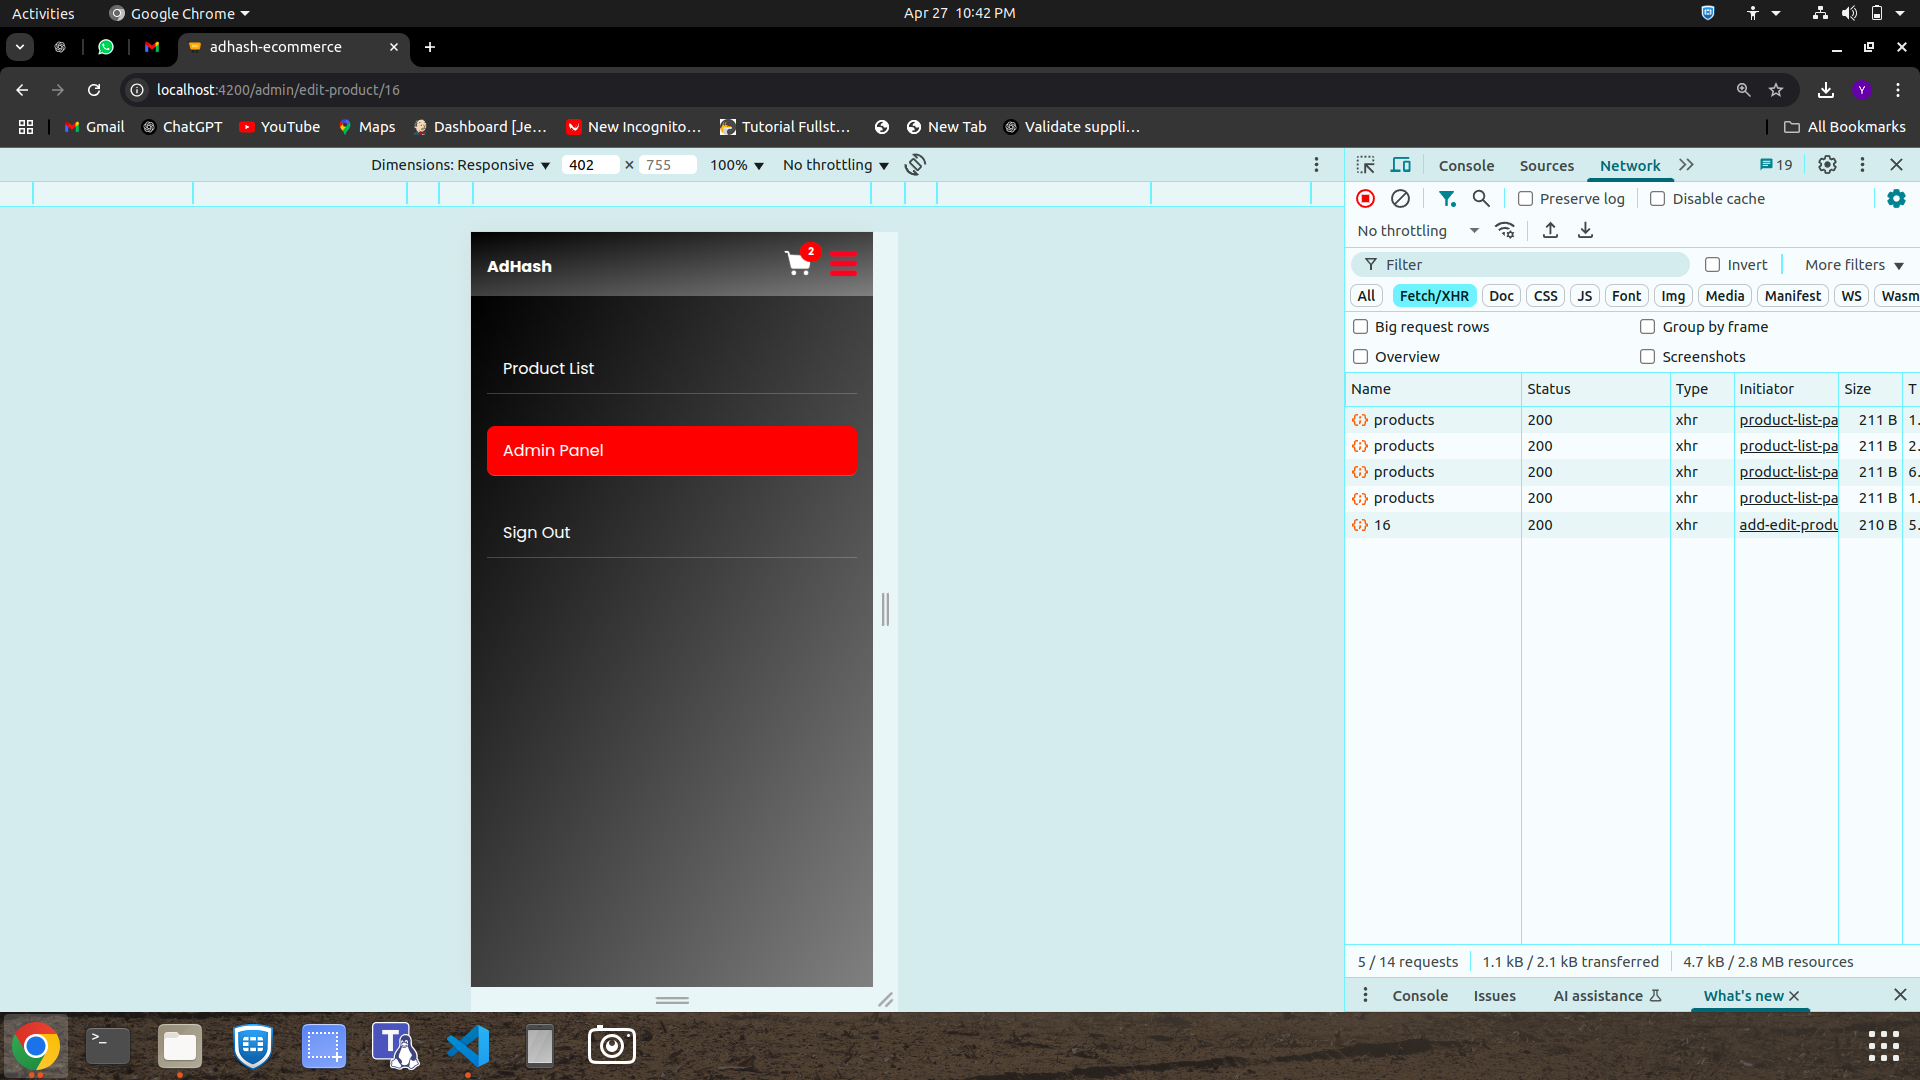 Activities
Google Chrome
Apr 27 10:42 PM
adhash-ecommerce
localhost:4200/admin/edit-product/16
Y
Gmail
ChatGPT
YouTube
Maps
Dashboard [Je…
New Incognito…
Tutorial Fullst…
New Tab
Validate suppli…
All Bookmarks
Dimensions: Responsive
402 × 755
100%
No throttling
Console
Sources
Network
19
Preserve log
Disable cache
No throttling
Filter
Invert
More filters
All
Fetch/XHR
Doc
CSS
JS
Font
Img
Media
Manifest
WS
Wasm
Big request rows
Group by frame
Overview
Screenshots
Name Status Type Initiator Size T
products 200 xhr product-list-pa 211 B 1.
products 200 xhr product-list-pa 211 B 2.
products 200 xhr product-list-pa 211 B 6.
products 200 xhr product-list-pa 211 B 1.
16 200 xhr add-edit-produ 210 B 5.
5 / 14 requests
1.1 kB / 2.1 kB transferred
4.7 kB / 2.8 MB resources
Console
Issues
AI assistance
What's new
AdHash
2
Product List
Admin Panel
Sign Out
>_
T